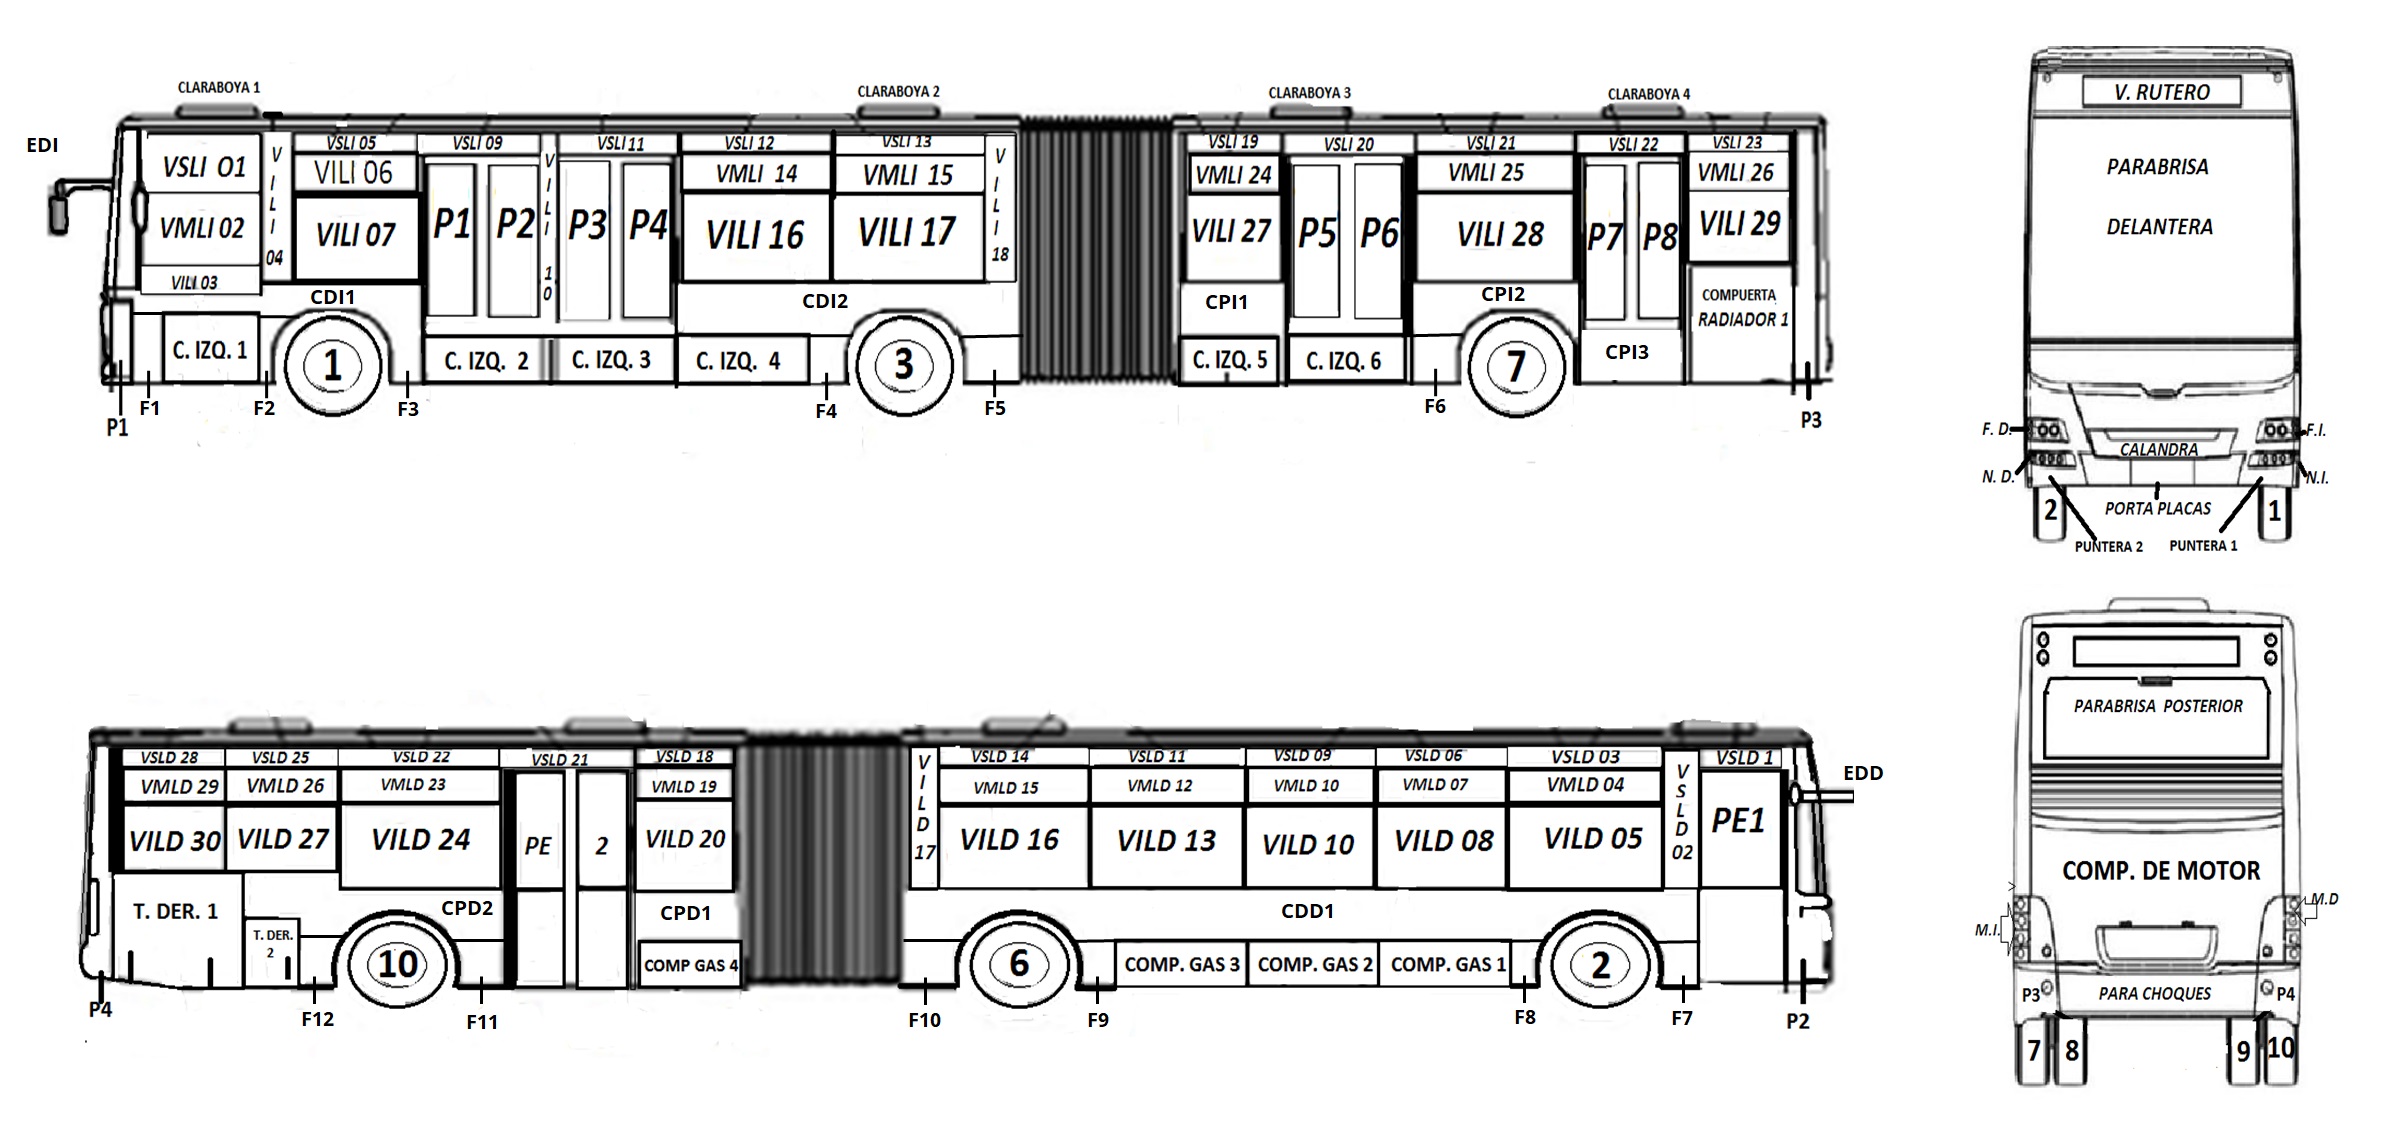 CLARABOYA 1
CLARABOYA 2
CLARABOYA 3
CLARABOYA 4
EDI
VSLI 01
VMLI 02
VILI 03
VILI 04
VSLI 05
VILI 06
VILI 07
VSLI 09
P1
P2
VILI 10
VSLI 11
P3
P4
VSLI 12
VMLI 14
VILI 16
VSLI 13
VMLI 15
VILI 17
VILI 18
VSLI 19
VMLI 24
VILI 27
VSLI 20
P5
P6
VSLI 21
VMLI 25
VILI 28
VSLI 22
P7
P8
VSLI 23
VMLI 26
VILI 29
CDI1
CDI2
CPI1
CPI2
CPI3
COMPUERTA
RADIADOR 1
C. IZQ. 1
1
C. IZQ. 2
C. IZQ. 3
C. IZQ. 4
3
C. IZQ. 5
C. IZQ. 6
7
P1
F1
F2
F3
F4
F5
F6
P3
V. RUTERO
PARABRISA
DELANTERA
F. D.
F.I.
CALANDRA
N. D.
N.I.
2
PORTA PLACAS
1
PUNTERA 2
PUNTERA 1
VSLD 28
VSLD 25
VSLD 22
VSLD 21
VSLD 18
VMLD 29
VMLD 26
VMLD 23
VMLD 19
VILD 30
VILD 27
VILD 24
PE
2
VILD 20
T. DER. 1
T. DER.
2
CPD2
CPD1
10
COMP GAS 4
P4
F12
F11
VILD 17
VSLD 14
VSLD 11
VSLD 09
VSLD 06
VSLD 03
VSLD 02
VSLD 1
VMLD 15
VMLD 12
VMLD 10
VMLD 07
VMLD 04
VILD 16
VILD 13
VILD 10
VILD 08
VILD 05
PE1
EDD
CDD1
6
COMP. GAS 3
COMP. GAS 2
COMP. GAS 1
2
F10
F9
F8
F7
P2
PARABRISA POSTERIOR
COMP. DE MOTOR
M.D
M.I.
P3
PARA CHOQUES
P4
7
8
9
10